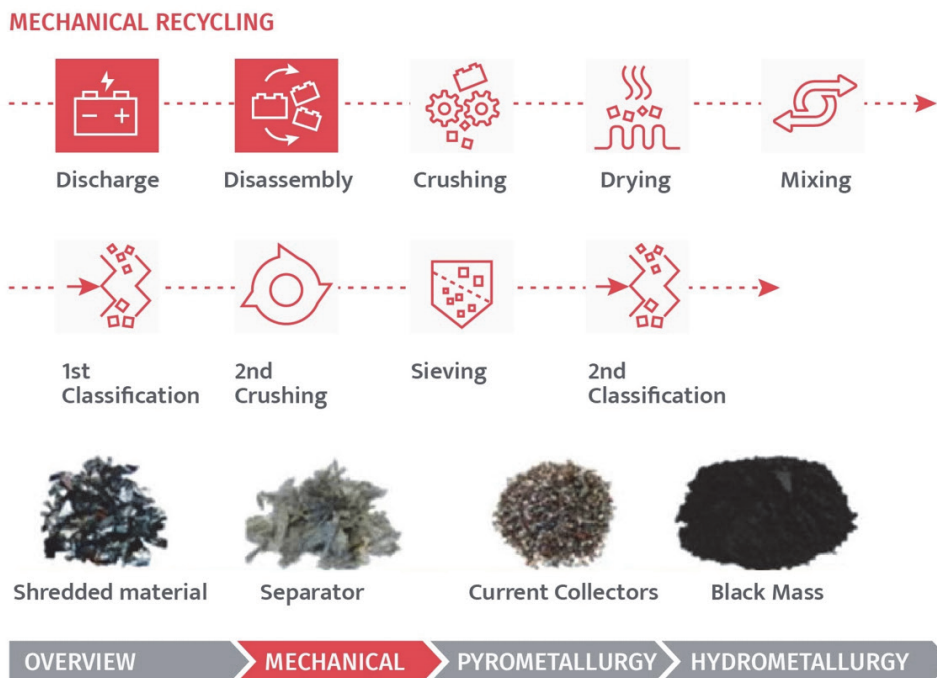 MECHANICAL RECYCLING
Discharge
Disassembly
Crushing
Drying
Mixing
1st
Classification
2nd
Crushing
Sieving
2nd
Classification
Shredded material
Separator
Current Collectors
Black Mass
OVERVIEW
MECHANICAL
PYROMETALLURGY
HYDROMETALLURGY